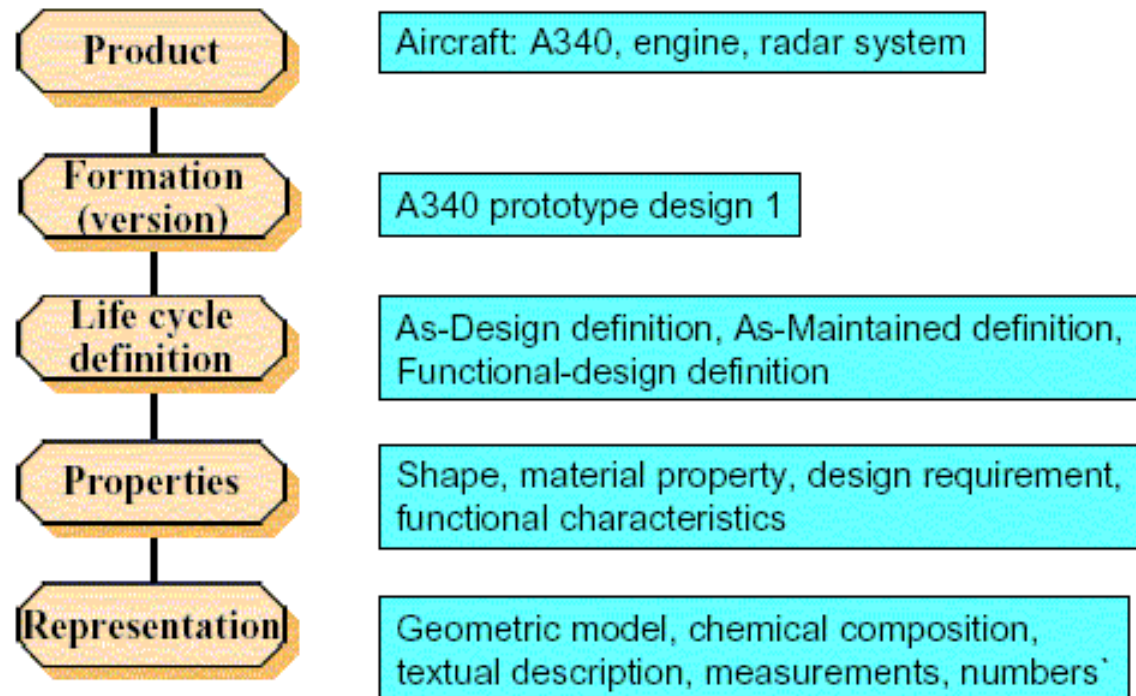 Product
Aircraft: A340, engine, radar system
Formation
(version)
A340 prototype design 1
Life cycle
definition
As-Design definition, As-Maintained definition,
Functional-design definition
Properties
Shape, material property, design requirement,
functional characteristics
Representation
Geometric model, chemical composition,
textual description, measurements, numbers`